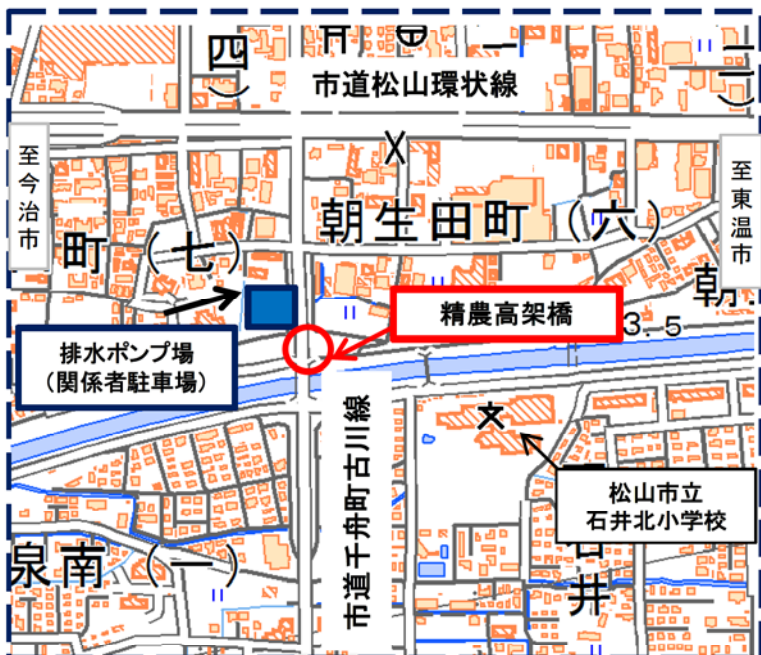 四
（
市道松山環状線
至今治市
至東温市
朝生田町（六）
町（七）
朝
精農高架橋
3.5
排水ポンプ場
（関係者駐車場）
市道千舟町古川線
松山市立
石井北小学校
泉南（一）
井